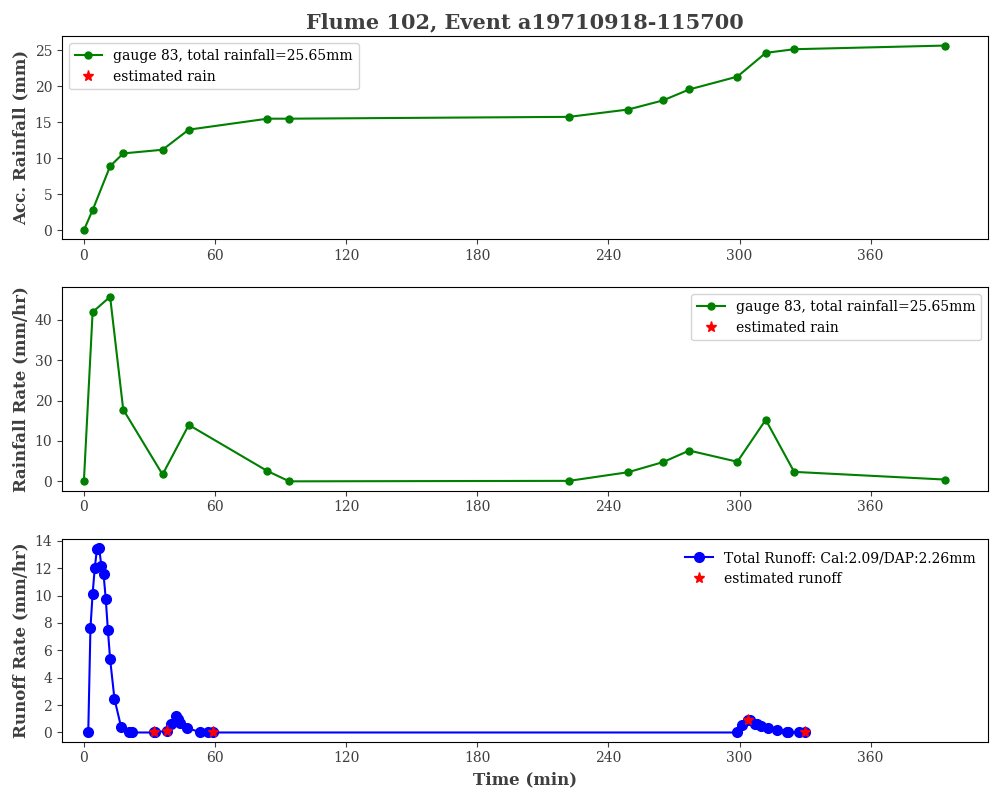 Flume 102, Event a19710918-115700
Acc. Rainfall (mm)
25
20
15
10
5
0
gauge 83, total rainfall=25.65mm
estimated rain
0 60 120 180 240 300 360
Rainfall Rate (mm/hr)
40
30
20
10
0
gauge 83, total rainfall=25.65mm
estimated rain
0 60 120 180 240 300 360
Runoff Rate (mm/hr)
14
12
10
8
6
4
2
0
Total Runoff: Cal:2.09/DAP:2.26mm
estimated runoff
0 60 120 180 240 300 360
Time (min)